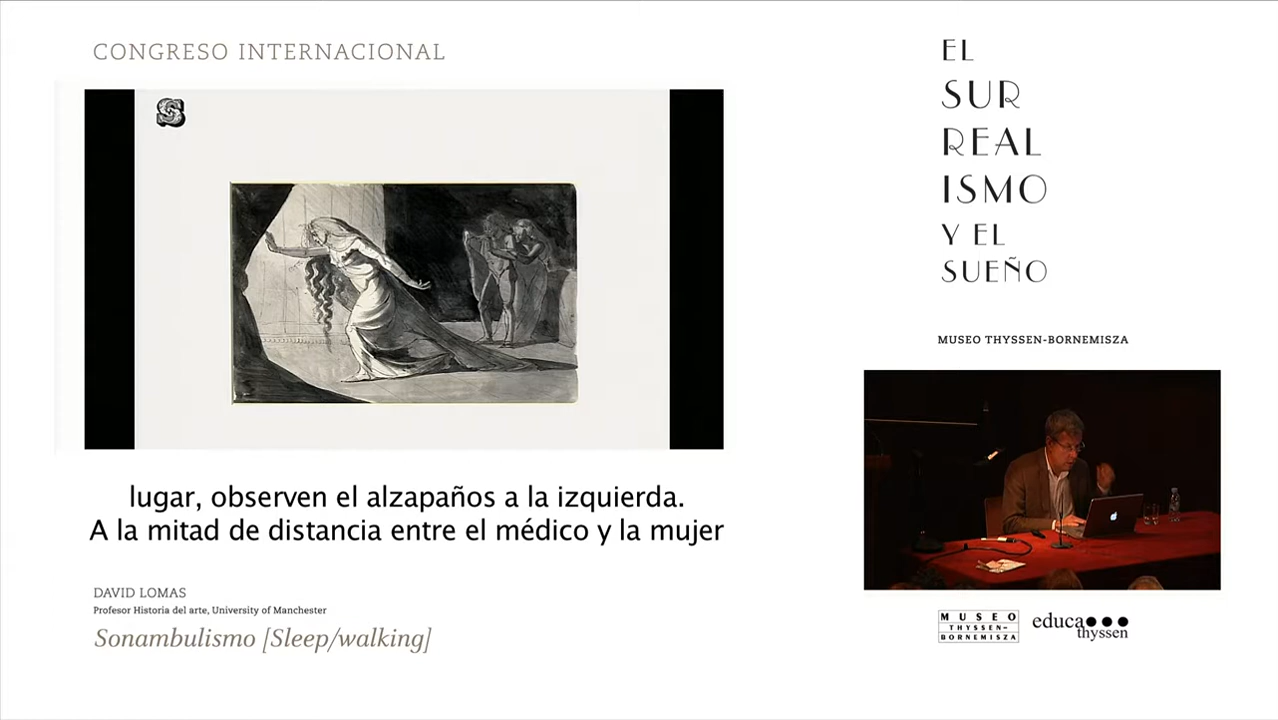 CONGRESO INTERNACIONAL
S
lugar, observen el alzapaños a la izquierda.
A la mitad de distancia entre el médico y la mujer
DAVID LOMAS
Profesor Historia del arte, University of Manchester
Sonambulismo [Sleep/walking]
EL
SUR
REAL
ISMO
Y EL
SUEÑO
MUSEO THYSSEN-BORNEMISZA
MUSEO
THYSSEN-
BORNEMISZA
educa
thyssen